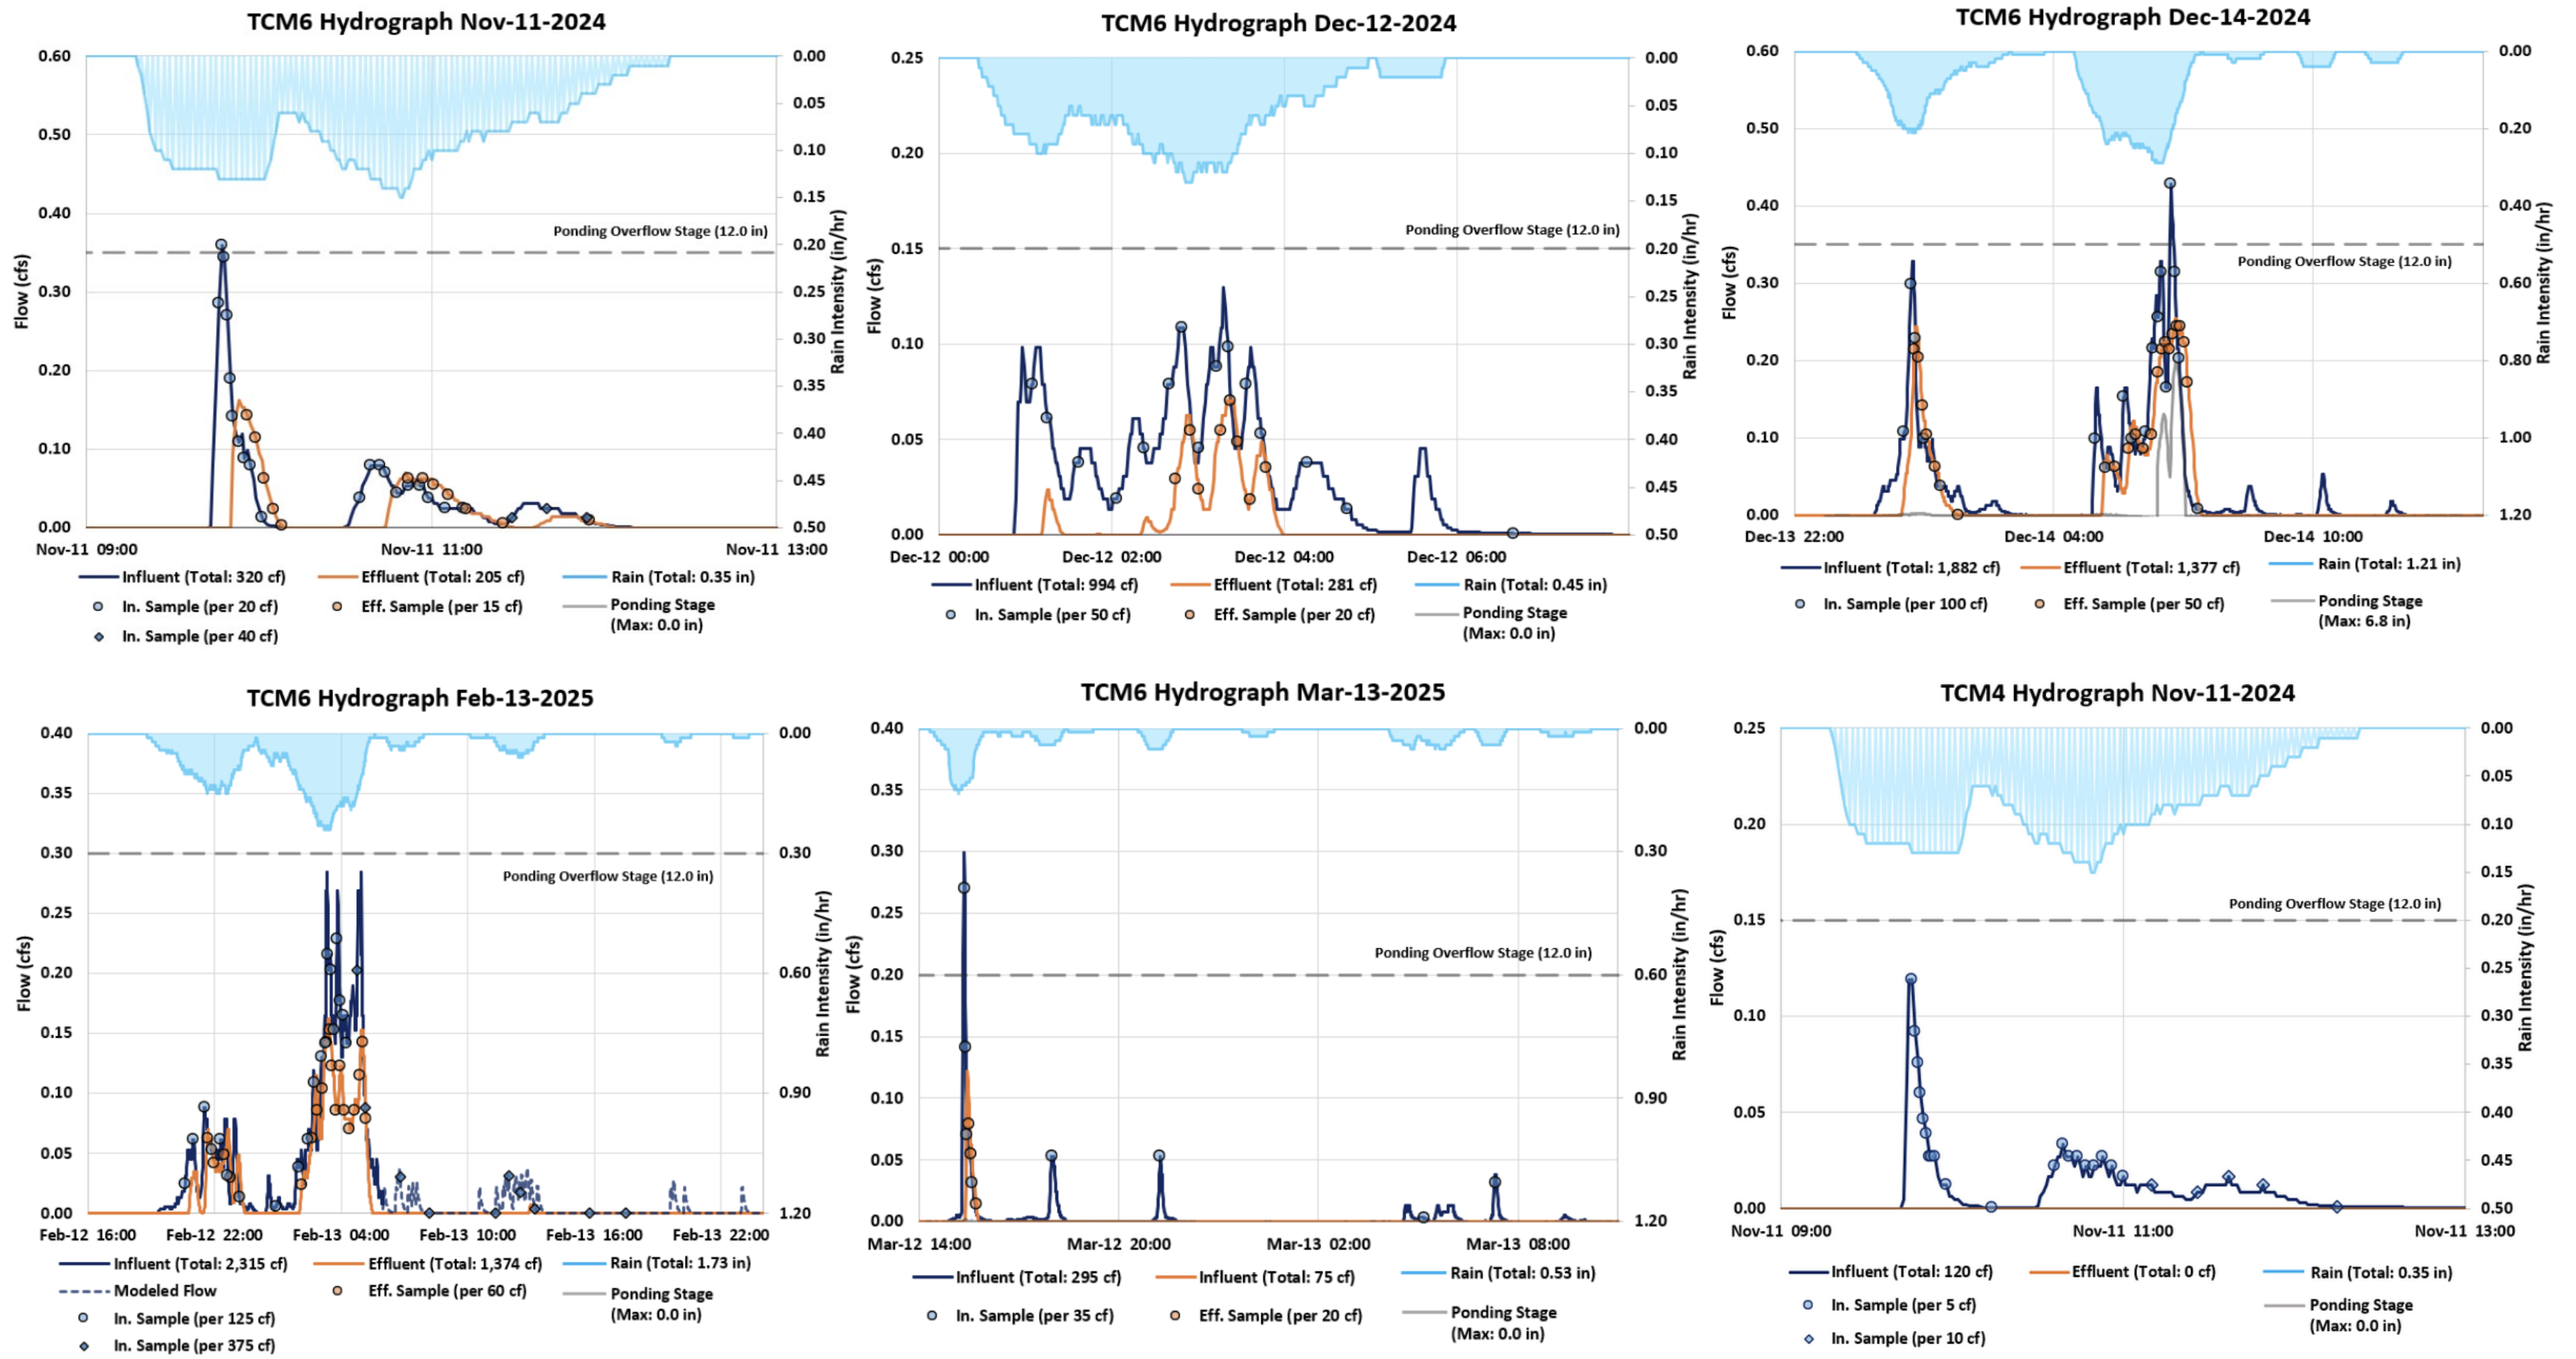 TCM6 Hydrograph Nov-11-2024
0.60
0.50
0.40
0.30
0.20
0.10
0.00
Flow (cfs)
0.00
0.05
0.10
0.15
0.20
0.25
0.30
0.35
0.40
0.45
0.50
Rain Intensity (in/hr)
Ponding Overflow Stage (12.0 in)
Nov-11 09:00
Nov-11 11:00
Nov-11 13:00
Influent (Total: 320 cf)
Effluent (Total: 205 cf)
Rain (Total: 0.35 in)
In. Sample (per 20 cf)
Eff. Sample (per 15 cf)
Ponding Stage
(Max: 0.0 in)
In. Sample (per 40 cf)
TCM6 Hydrograph Dec-12-2024
0.25
0.20
0.15
0.10
0.05
0.00
Flow (cfs)
0.00
0.05
0.10
0.15
0.20
0.25
0.30
0.35
0.40
0.45
0.50
Rain Intensity (in/hr)
Ponding Overflow Stage (12.0 in)
Dec-12 00:00
Dec-12 02:00
Dec-12 04:00
Dec-12 06:00
Influent (Total: 994 cf)
Effluent (Total: 281 cf)
Rain (Total: 0.45 in)
In. Sample (per 50 cf)
Eff. Sample (per 20 cf)
Ponding Stage
(Max: 0.0 in)
TCM6 Hydrograph Dec-14-2024
0.60
0.50
0.40
0.30
0.20
0.10
0.00
Flow (cfs)
0.00
0.20
0.40
0.60
0.80
1.00
1.20
Rain Intensity (in/hr)
Ponding Overflow Stage (12.0 in)
Dec-13 22:00
Dec-14 04:00
Dec-14 10:00
Influent (Total: 1,882 cf)
Effluent (Total: 1,377 cf)
Rain (Total: 1.21 in)
In. Sample (per 100 cf)
Eff. Sample (per 50 cf)
Ponding Stage
(Max: 6.8 in)
TCM6 Hydrograph Feb-13-2025
0.40
0.35
0.30
0.25
0.20
0.15
0.10
0.05
0.00
Flow (cfs)
0.00
0.30
0.60
0.90
1.20
Rain Intensity (in/hr)
Ponding Overflow Stage (12.0 in)
Feb-12 16:00
Feb-12 22:00
Feb-13 04:00
Feb-13 10:00
Feb-13 16:00
Feb-13 22:00
Influent (Total: 2,315 cf)
Effluent (Total: 1,374 cf)
Rain (Total: 1.73 in)
Modeled Flow
Eff. Sample (per 60 cf)
Ponding Stage
(Max: 0.0 in)
In. Sample (per 125 cf)
In. Sample (per 375 cf)
TCM6 Hydrograph Mar-13-2025
0.40
0.35
0.30
0.25
0.20
0.15
0.10
0.05
0.00
Flow (cfs)
0.00
0.30
0.60
0.90
1.20
Rain Intensity (in/hr)
Ponding Overflow Stage (12.0 in)
Mar-12 14:00
Mar-12 20:00
Mar-13 02:00
Mar-13 08:00
Influent (Total: 295 cf)
Influent (Total: 75 cf)
Rain (Total: 0.53 in)
In. Sample (per 35 cf)
Eff. Sample (per 20 cf)
Ponding Stage
(Max: 0.0 in)
TCM4 Hydrograph Nov-11-2024
0.25
0.20
0.15
0.10
0.05
0.00
Flow (cfs)
0.00
0.05
0.10
0.15
0.20
0.25
0.30
0.35
0.40
0.45
0.50
Rain Intensity (in/hr)
Ponding Overflow Stage (12.0 in)
Nov-11 09:00
Nov-11 11:00
Nov-11 13:00
Influent (Total: 120 cf)
Effluent (Total: 0 cf)
Rain (Total: 0.35 in)
In. Sample (per 5 cf)
Ponding Stage
(Max: 0.0 in)
In. Sample (per 10 cf)